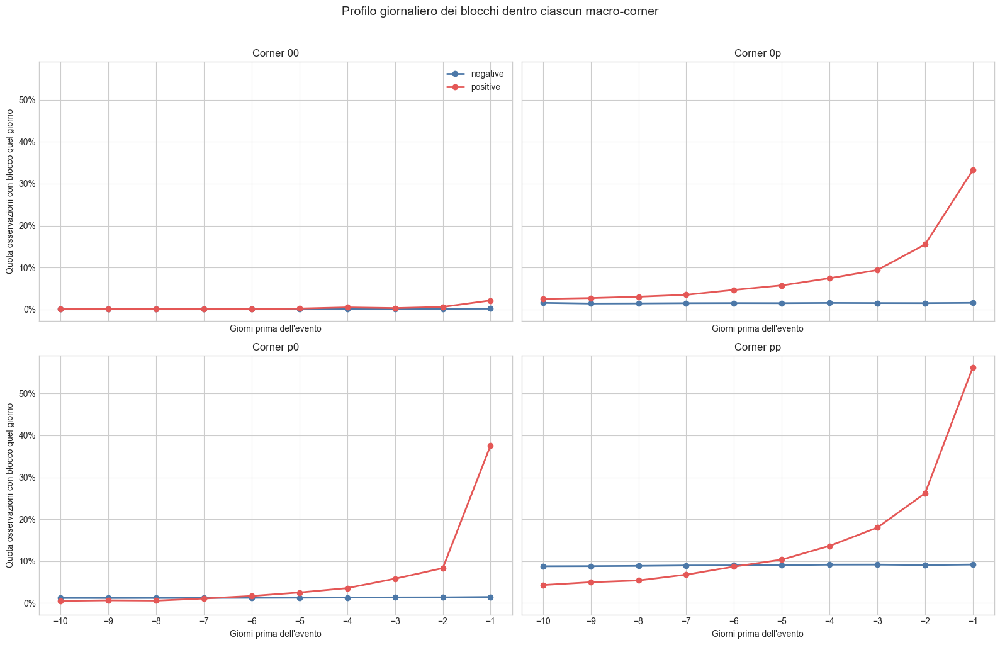 Profilo giornaliero dei blocchi dentro ciascun macro-corner
Corner 00
negative
positive
50%
40%
30%
20%
10%
0%
Quota osservazioni con blocco quel giorno
Giorni prima dell'evento
Corner 0p
Giorni prima dell'evento
Corner p0
50%
40%
30%
20%
10%
0%
Quota osservazioni con blocco quel giorno
−10 −9 −8 −7 −6 −5 −4 −3 −2 −1
Giorni prima dell'evento
Corner pp
−10 −9 −8 −7 −6 −5 −4 −3 −2 −1
Giorni prima dell'evento